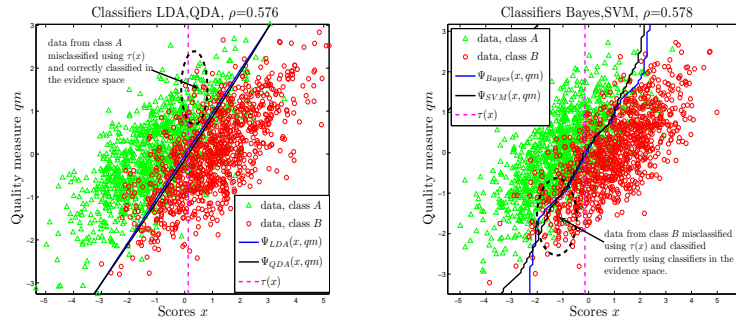 Classifiers LDA,QDA, ρ=0.576
Quality measure qm
3
2
1
0
−1
−2
−3
data from class A
misclassified using τ(x)
and correctly classified in
the evidence space
data, class A
data, class B
Ψ_LDA(x, qm)
Ψ_QDA(x, qm)
τ(x)
−5 −4 −3 −2 −1 0 1 2 3 4 5
Scores x
Classifiers Bayes,SVM, ρ=0.578
Quality measure qm
3
2
1
0
−1
−2
−3
data, class A
data, class B
Ψ_Bayes(x, qm)
Ψ_SVM(x, qm)
τ(x)
data from class B misclassified
using τ(x) and classified
correctly using classifiers in the
evidence space.
−5 −4 −3 −2 −1 0 1 2 3 4 5
Scores x